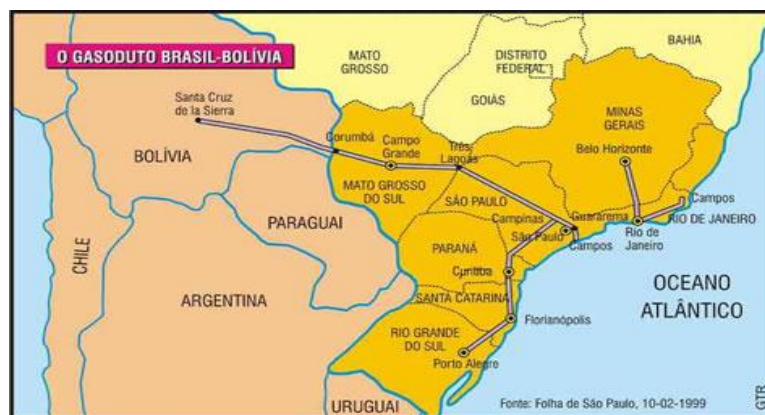 O GASODUTO BRASIL-BOLÍVIA
MATO
GROSSO
DISTRITO
FEDERAL
BAHIA
GOIÁS
Santa Cruz
de la Sierra
MINAS
GERAIS
Corumbá
Campo
Grande
Três
Lagoas
Belo Horizonte
BOLÍVIA
MATO GROSSO
DO SUL
SÃO PAULO
Campos
PARAGUAI
Campinas
Guararema
RIO DE JANEIRO
São Paulo
Rio de
Janeiro
Campos
CHILE
PARANÁ
Curitiba
OCEANO
ATLÂNTICO
ARGENTINA
SANTA CATARINA
Florianópolis
RIO GRANDE
DO SUL
Porto Alegre
URUGUAI
Fonte: Folha de São Paulo, 10-02-1999
GTR